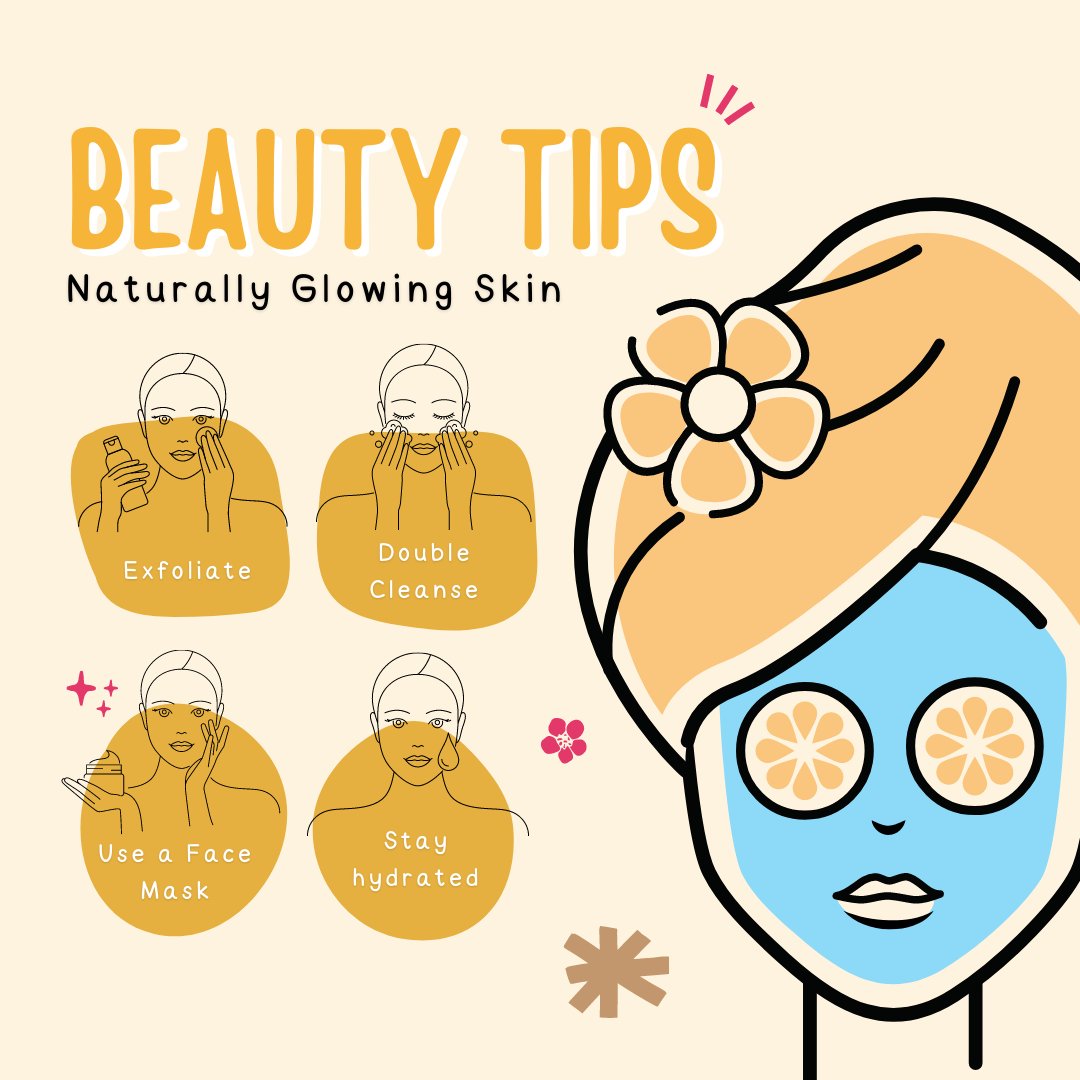 BEAUTY TIPS
Naturally Glowing Skin
Exfoliate
Double
Cleanse
Use a Face
Mask
Stay
hydrated